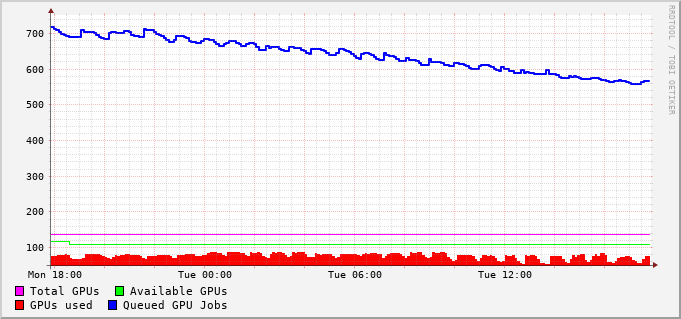 700
600
500
400
300
200
100
Mon 18:00 Tue 00:00 Tue 06:00 Tue 12:00
Total GPUs Available GPUs
GPUs used Queued GPU Jobs
RRDTOOL / TOBI OETIKER